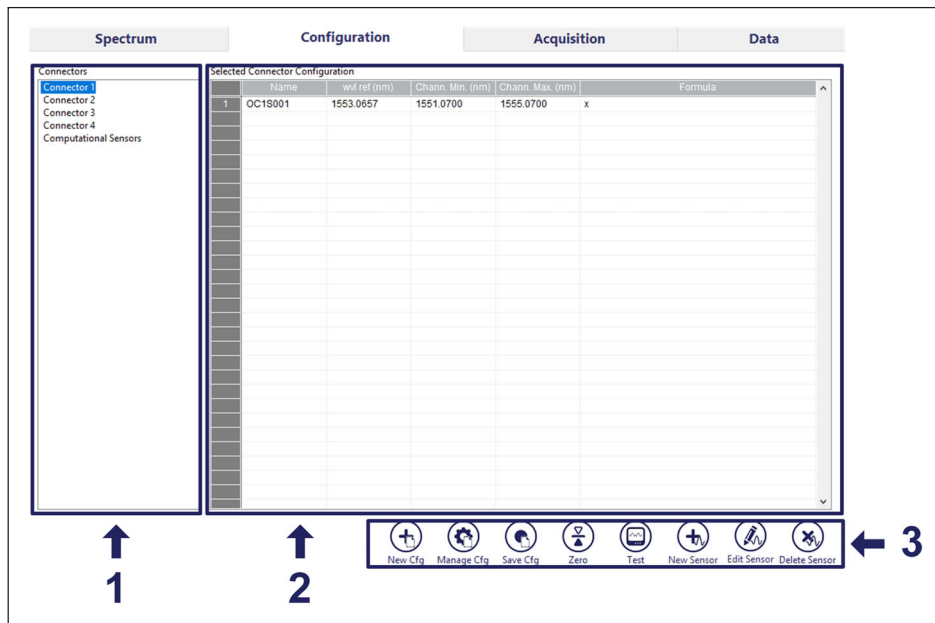 Spectrum Configuration Acquisition Data
Connectors
Connector 1
Connector 2
Connector 3
Connector 4
Computational Sensors
Selected Connector Configuration
Name wvl ref (nm) Chann. Min. (nm) Chann. Max. (nm) Formula
1 OC1S001 1553.0657 1551.0700 1555.0700 x
New Cfg Manage Cfg Save Cfg Zero Test New Sensor Edit Sensor Delete Sensor
1
2
3